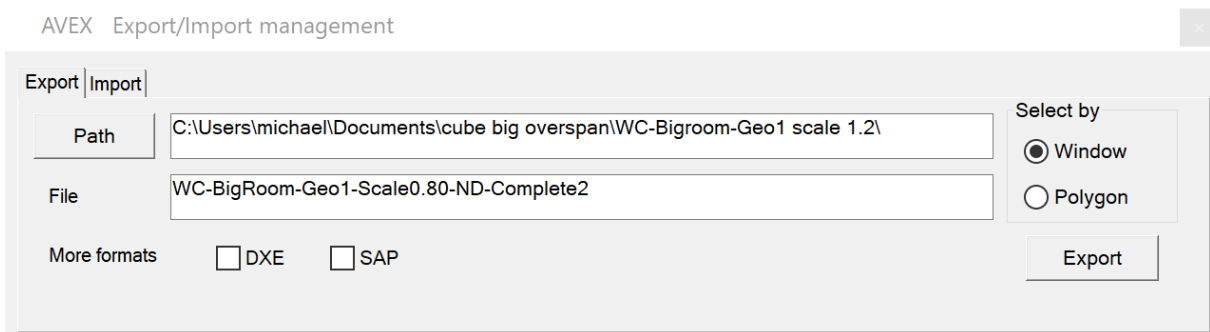 AVEX Export/Import management
×
Export Import
Path C:\Users\michael\Documents\cube big overspan\WC-Bigroom-Geo1 scale 1.2\
Select by
Window
File WC-BigRoom-Geo1-Scale0.80-ND-Complete2
Polygon
More formats DXE SAP Export